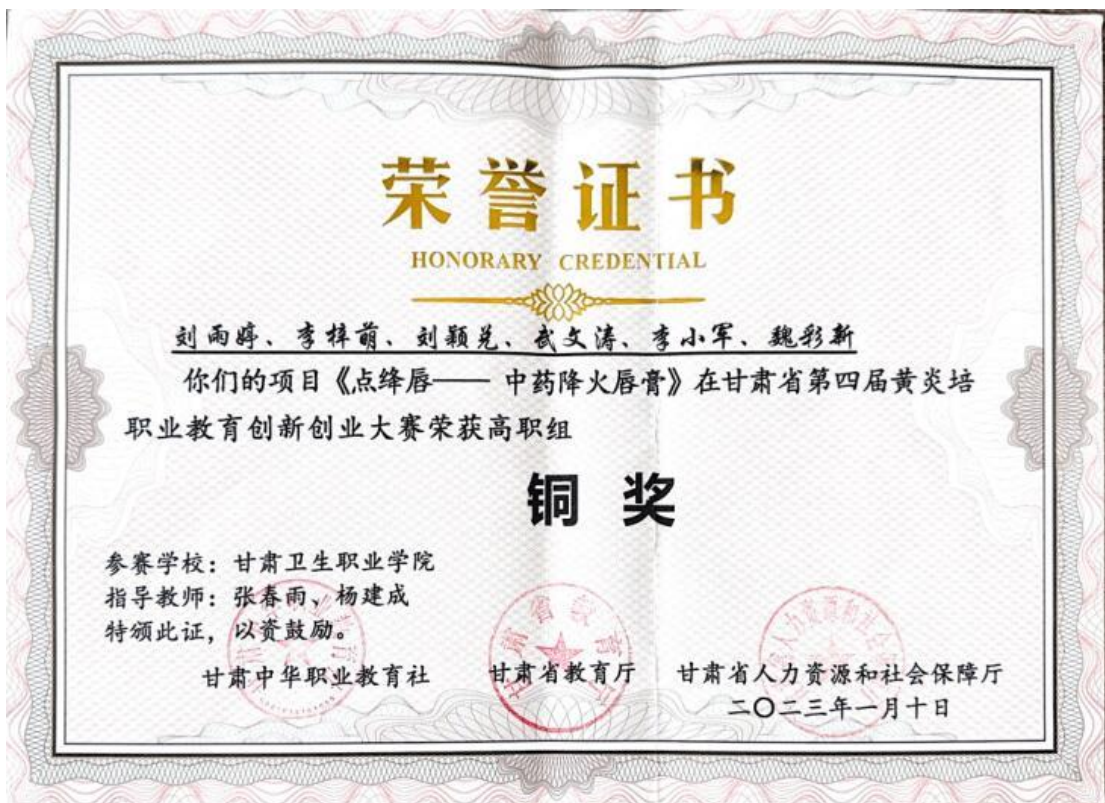 荣誉证书
HONORARY CREDENTIAL
刘雨婷、李梓萌、刘颖兑、武文涛、李小军、魏彩新
你们的项目《点绛唇—— 中药降火唇膏》在甘肃省第四届黄炎培
职业教育创新创业大赛荣获高职组
铜 奖
参赛学校：甘肃卫生职业学院
指导教师：张春雨、杨建成
特颁此证，以资鼓励。
甘肃中华职业教育社 甘肃省教育厅 甘肃省人力资源和社会保障厅
二〇二三年一月十日
甘肃省教育厅